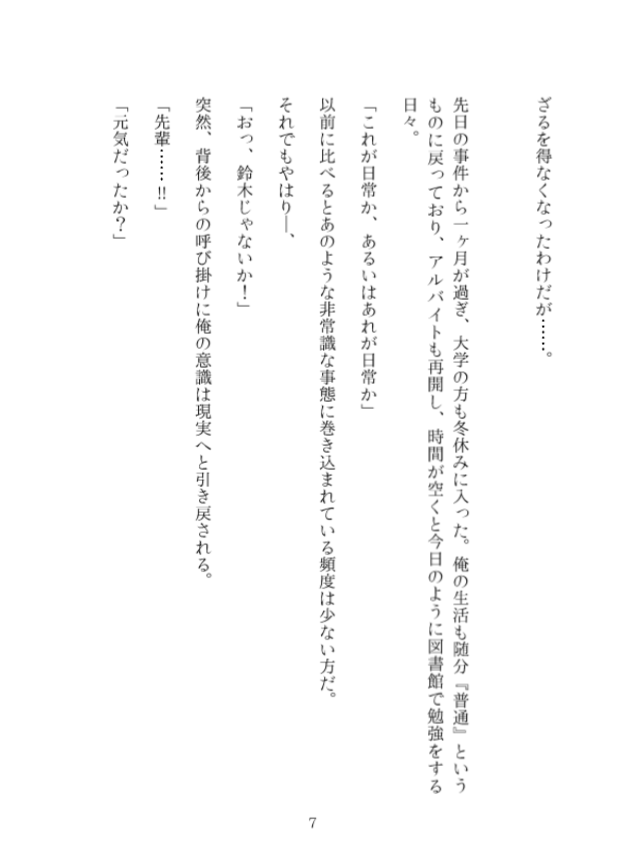 ざるを得なくなったわけだが……。
先日の事件から一ヶ月が過ぎ、大学の方も冬休みに入った。俺の生活も随分『普通』という
ものに戻っており、アルバイトも再開し、時間が空くと今日のように図書館で勉強をする
日々。
「これが日常か、あるいはあれが日常か」
以前に比べるとあのような非常識な事態に巻き込まれている頻度は少ない方だ。
それでもやはり―、
「おっ、鈴木じゃないか！」
突然、背後からの呼び掛けに俺の意識は現実へと引き戻される。
「先輩……‼」
「元気だったか？」
7